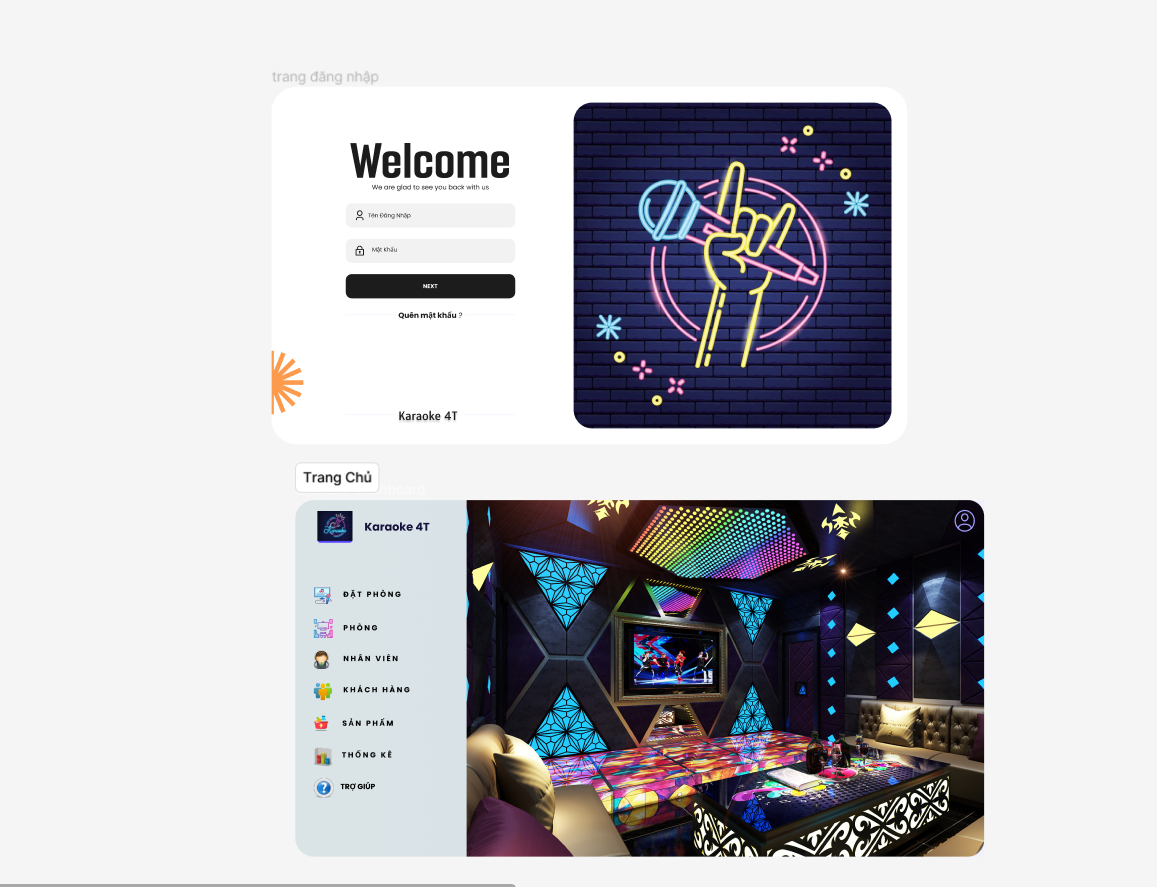 trang đăng nhập
Welcome
We are glad to see you back with us
Tên Đăng Nhập
Mật Khẩu
NEXT
Quên mật khẩu ?
Karaoke 4T
Trang Chủ
Karaoke
Karaoke 4T
ĐẶT PHÒNG
PHÒNG
NHÂN VIÊN
KHÁCH HÀNG
SẢN PHẨM
THỐNG KÊ
TRỢ GIÚP